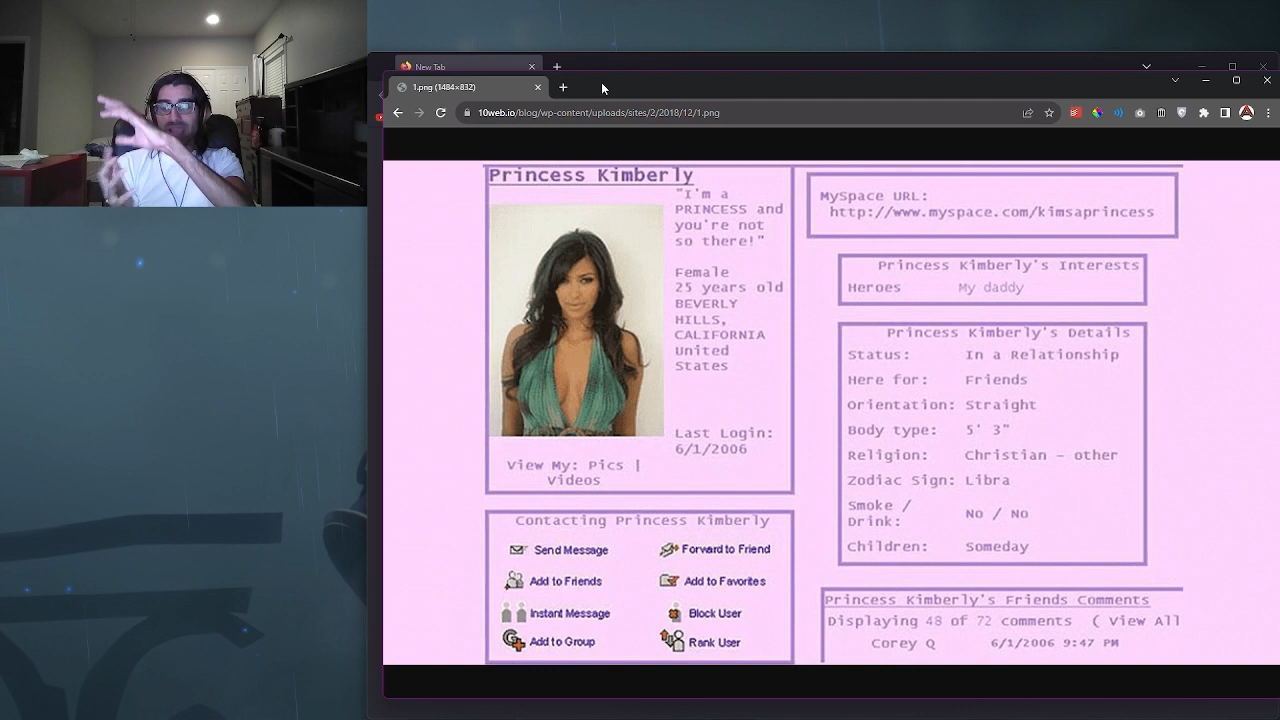 New Tab
1.png (1484×832)
10web.io/blog/wp-content/uploads/sites/2/2018/12/1.png
Princess Kimberly
"I'm a
PRINCESS and
you're not
so there!"
Female
25 years old
BEVERLY
HILLS,
CALIFORNIA
United
States
Last Login:
6/1/2006
View My: Pics |
Videos
Contacting Princess Kimberly
Send Message Forward to Friend
Add to Friends Add to Favorites
Instant Message Block User
Add to Group Rank User
MySpace URL:
http://www.myspace.com/kimsaprincess
Princess Kimberly's Interests
Heroes My daddy
Princess Kimberly's Details
Status: In a Relationship
Here for: Friends
Orientation: Straight
Body type: 5' 3"
Religion: Christian - other
Zodiac Sign: Libra
Smoke /
Drink: No / No
Children: Someday
Princess Kimberly's Friends Comments
Displaying 48 of 72 comments ( View All
Corey Q 6/1/2006 9:47 PM